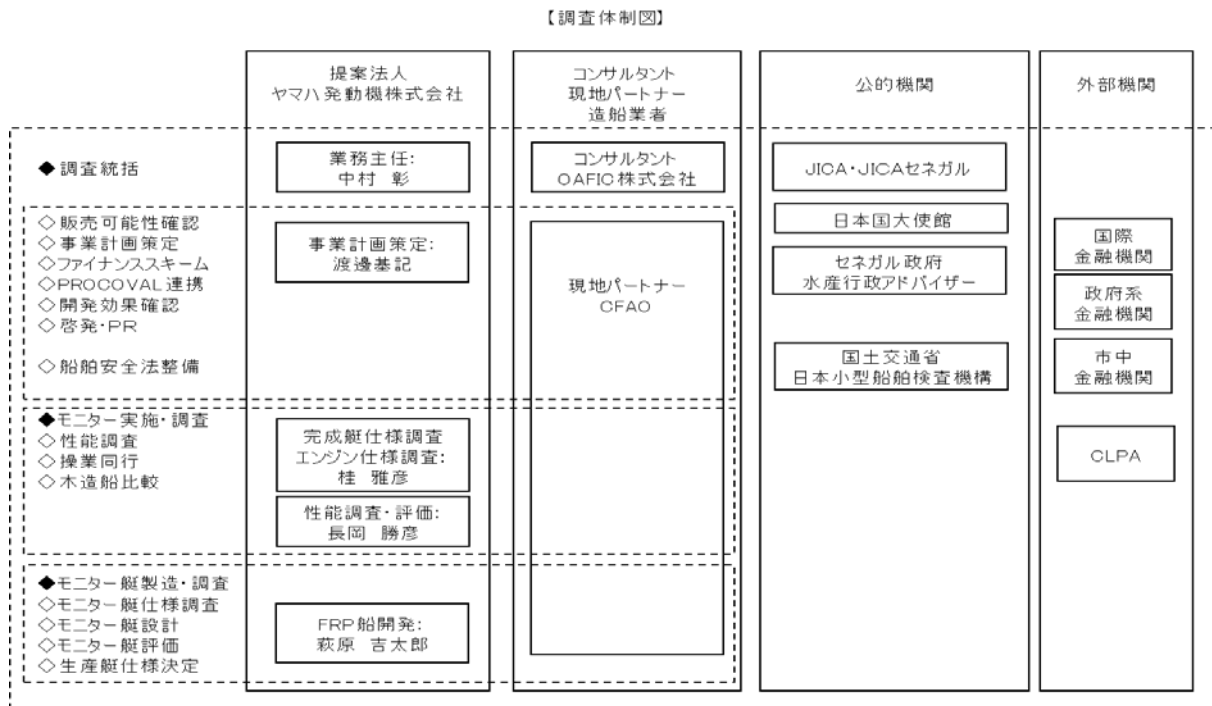 【調査体制図】
提案法人
ヤマハ発動機株式会社
コンサルタント
現地パートナー
造船業者
公的機関
外部機関
◆調査統括
業務主任:
中村 彰
コンサルタント
OAFIC株式会社
JICA・JICAセネガル
◇販売可能性確認
◇事業計画策定
◇ファイナンススキーム
◇PROCOVAL連携
◇開発効果確認
◇啓発・PR
◇船舶安全法整備
事業計画策定:
渡邊基記
現地パートナー
CFAO
日本国大使館
セネガル政府
水産行政アドバイザー
国土交通省
日本小型船舶検査機構
国際
金融機関
政府系
金融機関
市中
金融機関
CLPA
◆モニター実施・調査
◇性能調査
◇操業同行
◇木造船比較
完成艇仕様調査
エンジン仕様調査:
桂 雅彦
性能調査・評価:
長岡 勝彦
◆モニター艇製造・調査
◇モニター艇仕様調査
◇モニター艇設計
◇モニター艇評価
◇生産艇仕様決定
FRP船開発:
萩原 吉太郎